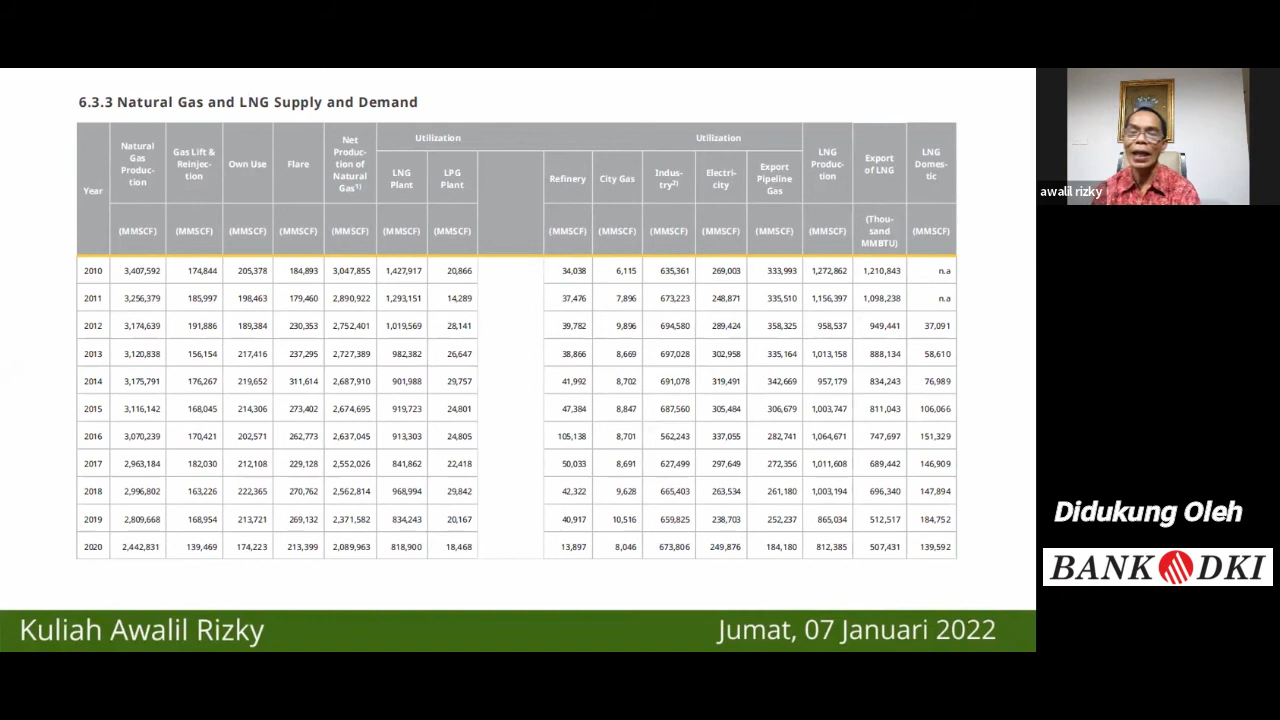 6.3.3 Natural Gas and LNG Supply and Demand
Year
Natural
Gas
Produc-
tion
(MMSCF)
Gas Lift &
Reinjec-
tion
(MMSCF)
Own Use
(MMSCF)
Flare
(MMSCF)
Net
Produc-
tion of
Natural
Gas¹⁾
(MMSCF)
Utilization
LNG
Plant
(MMSCF)
LPG
Plant
(MMSCF)
Utilization
Refinery
(MMSCF)
City Gas
(MMSCF)
Indus-
try²⁾
(MMSCF)
Electri-
city
(MMSCF)
Export
Pipeline
Gas
(MMSCF)
LNG
Produc-
tion
(MMSCF)
Export
of LNG
(Thou-
sand
MMBTU)
LNG
Domes-
tic
(MMSCF)
2010 3,407,592 174,844 205,378 184,893 3,047,855 1,427,917 20,866 34,038 6,115 635,361 269,003 333,993 1,272,862 1,210,843 n.a
2011 3,256,379 185,997 198,463 179,460 2,890,922 1,293,151 14,289 37,476 7,896 673,223 248,871 335,510 1,156,397 1,098,238 n.a
2012 3,174,639 191,886 189,384 230,353 2,752,401 1,019,569 28,141 39,782 9,896 694,580 289,424 358,325 958,537 949,441 37,091
2013 3,120,838 156,154 217,416 237,295 2,727,389 982,382 26,647 38,866 8,669 697,028 302,958 335,164 1,013,158 888,134 58,610
2014 3,175,791 176,267 219,652 311,614 2,687,910 901,988 29,757 41,992 8,702 691,078 319,491 342,669 957,179 834,243 76,989
2015 3,116,142 168,045 214,306 273,402 2,674,695 919,723 24,801 47,384 8,847 687,560 305,484 306,679 1,003,747 811,043 106,066
2016 3,070,239 170,421 202,571 262,773 2,637,045 913,303 24,805 105,138 8,701 562,243 337,055 282,741 1,064,671 747,697 151,329
2017 2,963,184 182,030 212,108 229,128 2,552,026 841,862 22,418 50,033 8,691 627,499 297,649 272,356 1,011,608 689,442 146,909
2018 2,996,802 163,226 222,365 270,762 2,562,814 968,994 29,842 42,322 9,628 665,403 263,534 261,180 1,003,194 696,340 147,894
2019 2,809,668 168,954 213,721 269,132 2,371,582 834,243 20,167 40,917 10,516 659,825 238,703 252,237 865,034 512,517 184,752
2020 2,442,831 139,469 174,223 213,399 2,089,963 818,900 18,468 13,897 8,046 673,806 249,876 184,180 812,385 507,431 139,592
awalil rizky
Didukung Oleh
BANK DKI
Kuliah Awalil Rizky
Jumat, 07 Januari 2022